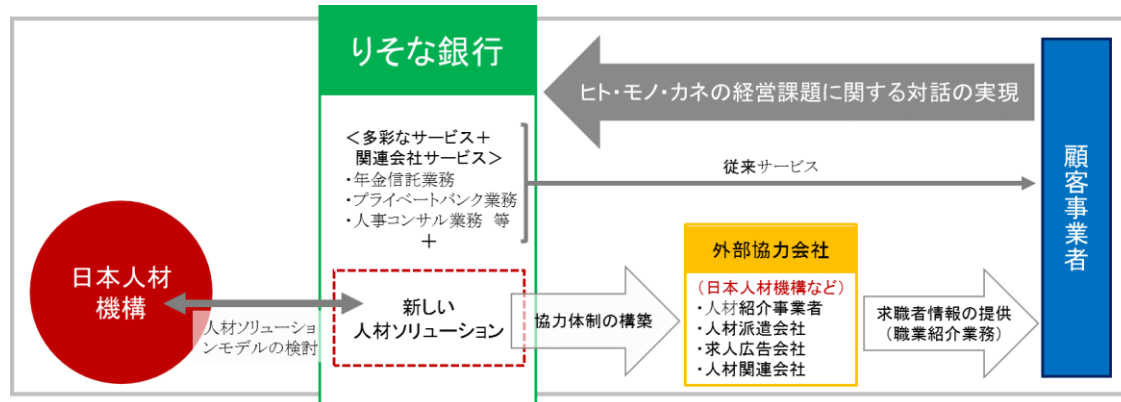 りそな銀行
ヒト・モノ・カネの経営課題に関する対話の実現
＜多彩なサービス＋
関連会社サービス＞
・年金信託業務
・プライベートバンク業務
・人事コンサル業務 等
＋
従来サービス
顧客事業者
日本人材
機構
人材ソリューショ
ンモデルの検討
新しい
人材ソリューション
協力体制の構築
外部協力会社
（日本人材機構など）
・人材紹介事業者
・人材派遣会社
・求人広告会社
・人材関連会社
求職者情報の提供
（職業紹介業務）